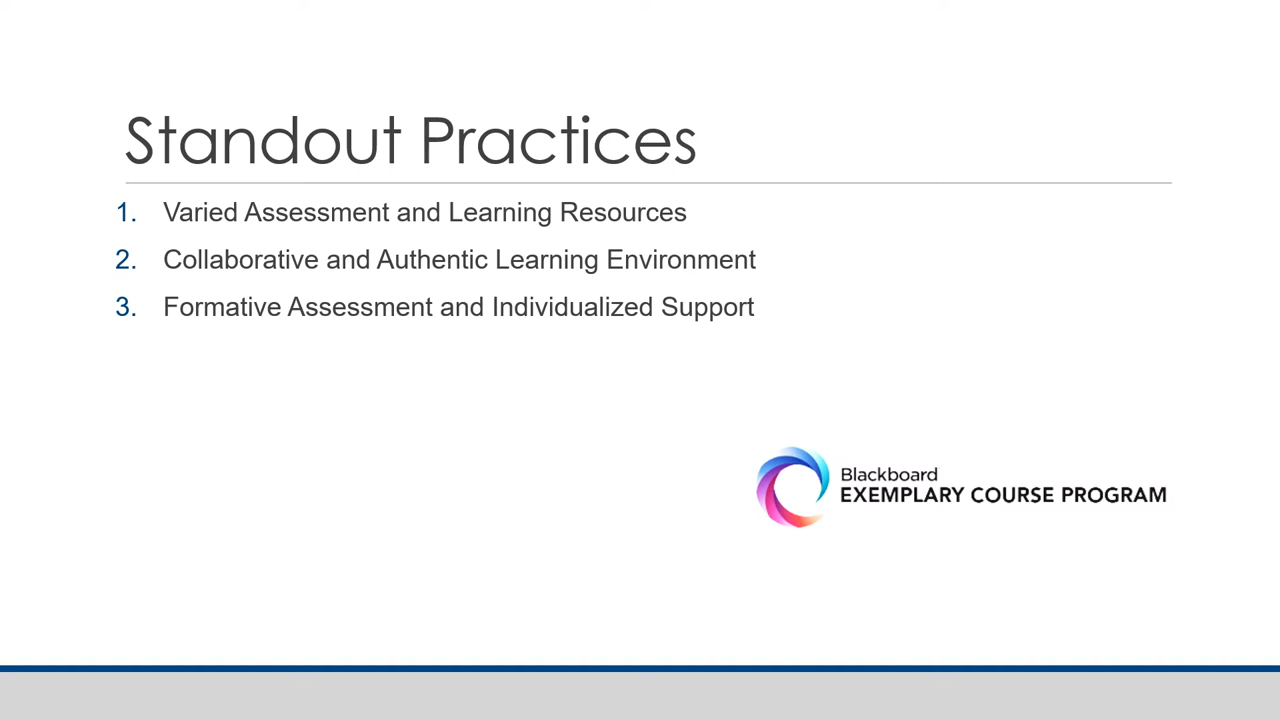 Standout Practices
1. Varied Assessment and Learning Resources
2. Collaborative and Authentic Learning Environment
3. Formative Assessment and Individualized Support
Blackboard
EXEMPLARY COURSE PROGRAM